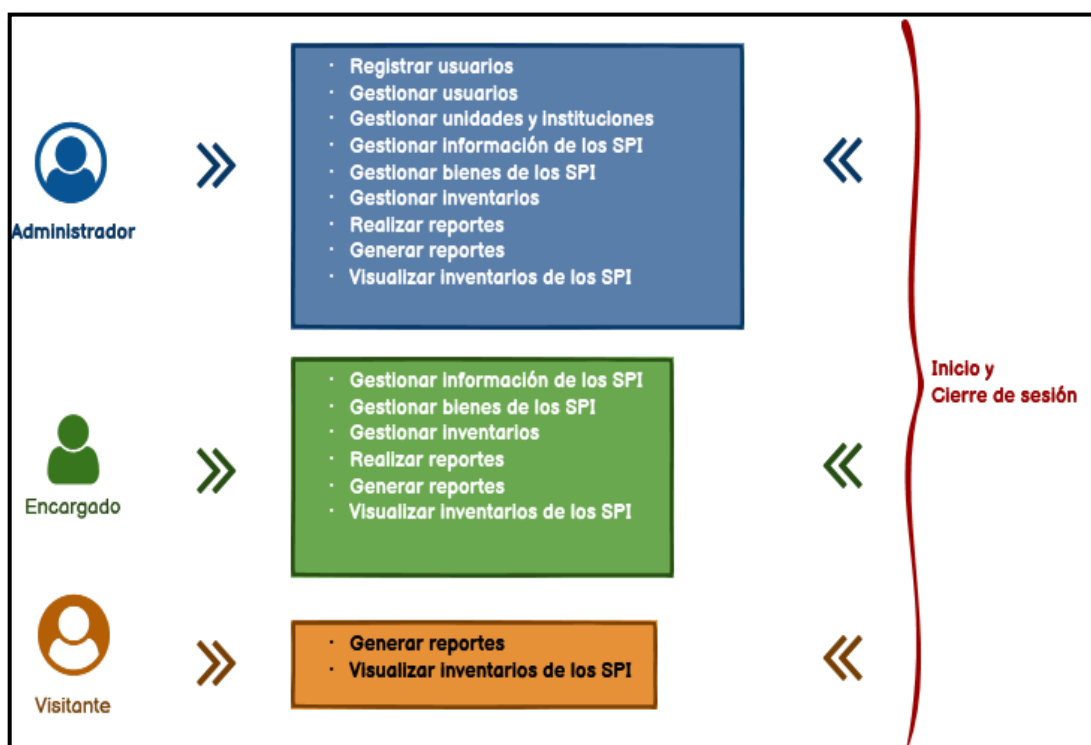 · Registrar usuarios
· Gestionar usuarios
· Gestionar unidades y instituciones
· Gestionar información de los SPI
· Gestionar bienes de los SPI
· Gestionar inventarios
· Realizar reportes
· Generar reportes
· Visualizar inventarios de los SPI
Administrador
· Gestionar información de los SPI
· Gestionar bienes de los SPI
· Gestionar inventarios
· Realizar reportes
· Generar reportes
· Visualizar inventarios de los SPI
Encargado
· Generar reportes
· Visualizar inventarios de los SPI
Visitante
Inicio y
Cierre de sesión